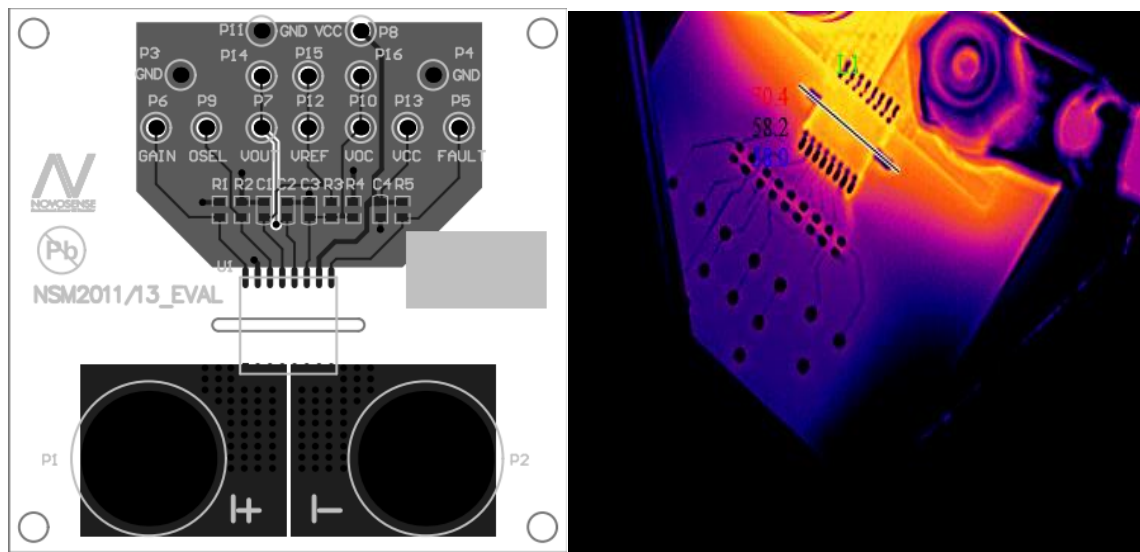 P11 GND VCC P8
P14 P15 P16
P3 P4
GND GND
P6 P9 P7 P12 P10 P13 P5
GAIN OSEL VOUT VREF VOC VCC FAULT
R1 R2 C1 C2 C3 R3 R4 C4 R5
NOVOSENSE
Pb
U1
NSM2011/13_EVAL
P1 P2
I+ I-
L1
58.2